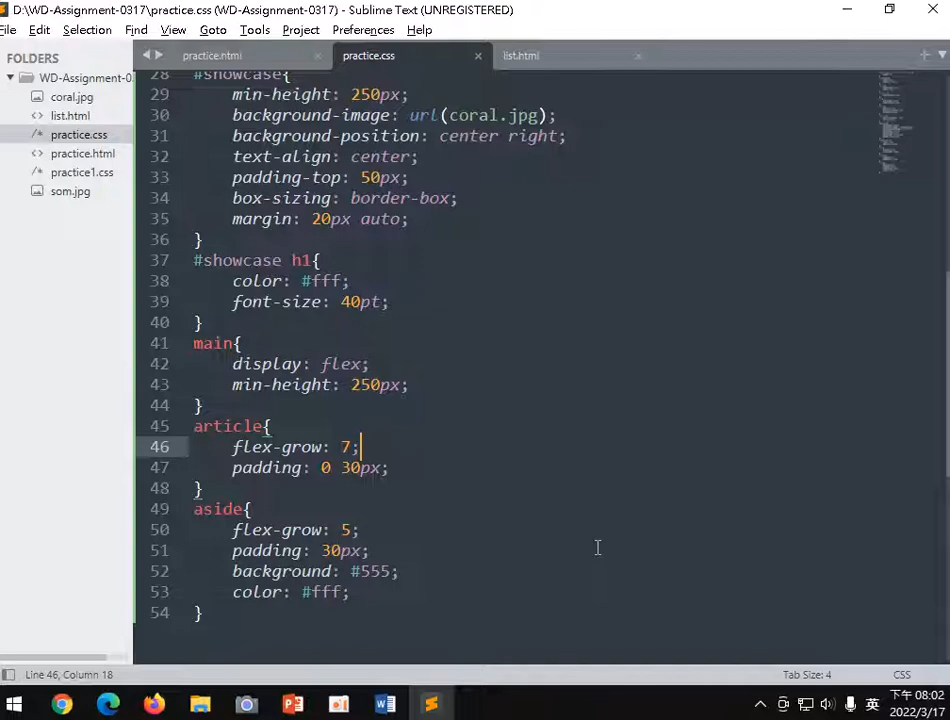 D:\WD-Assignment-0317\practice.css (WD-Assignment-0317) - Sublime Text (UNREGISTERED)
File Edit Selection Find View Goto Tools Project Preferences Help
FOLDERS
WD-Assignment-0
coral.jpg
list.html
practice.css
practice.html
practice1.css
som.jpg
practice.html
practice.css
list.html
28 #showcase{
29 min-height: 250px;
30 background-image: url(coral.jpg);
31 background-position: center right;
32 text-align: center;
33 padding-top: 50px;
34 box-sizing: border-box;
35 margin: 20px auto;
36 }
37 #showcase h1{
38 color: #fff;
39 font-size: 40pt;
40 }
41 main{
42 display: flex;
43 min-height: 250px;
44 }
45 article{
46 flex-grow: 7;
47 padding: 0 30px;
48 }
49 aside{
50 flex-grow: 5;
51 padding: 30px;
52 background: #555;
53 color: #fff;
54 }
Line 46, Column 18
Tab Size: 4
CSS
英
下午 08:02
2022/3/17